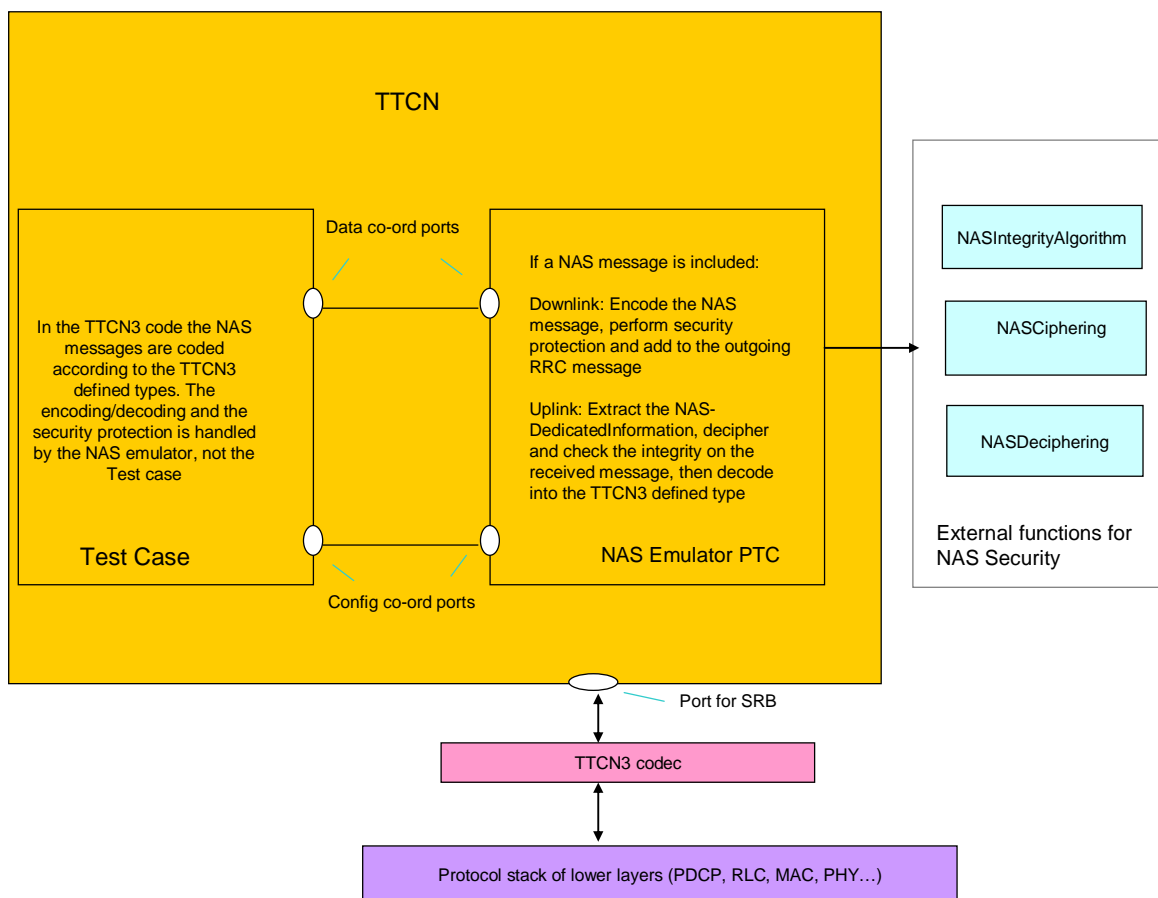 TTCN
Data co-ord ports
In the TTCN3 code the NAS
messages are coded
according to the TTCN3
defined types. The
encoding/decoding and the
security protection is handled
by the NAS emulator, not the
Test case
Test Case
If a NAS message is included:
Downlink: Encode the NAS
message, perform security
protection and add to the outgoing
RRC message
Uplink: Extract the NAS-
DedicatedInformation, decipher
and check the integrity on the
received message, then decode
into the TTCN3 defined type
NAS Emulator PTC
Config co-ord ports
NASIntegrityAlgorithm
NASCiphering
NASDeciphering
External functions for
NAS Security
Port for SRB
TTCN3 codec
Protocol stack of lower layers (PDCP, RLC, MAC, PHY…)